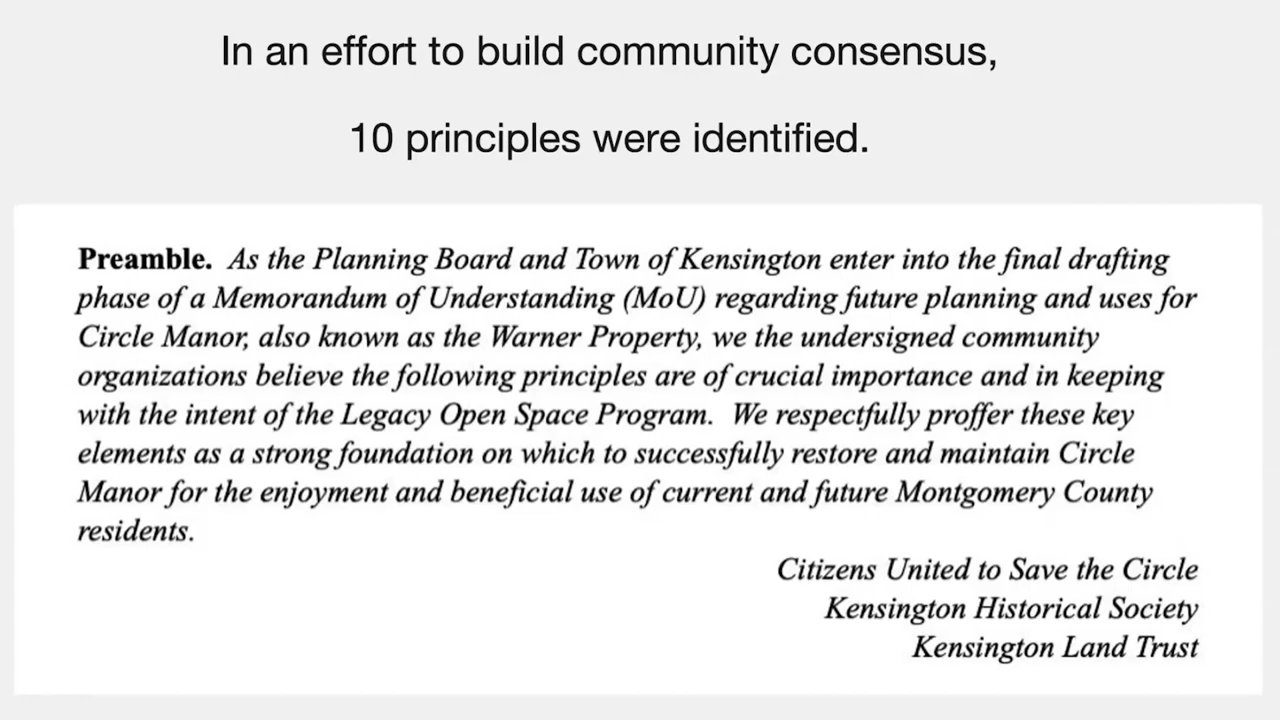 In an effort to build community consensus,
10 principles were identified.
Preamble. As the Planning Board and Town of Kensington enter into the final drafting
phase of a Memorandum of Understanding (MoU) regarding future planning and uses for
Circle Manor, also known as the Warner Property, we the undersigned community
organizations believe the following principles are of crucial importance and in keeping
with the intent of the Legacy Open Space Program. We respectfully proffer these key
elements as a strong foundation on which to successfully restore and maintain Circle
Manor for the enjoyment and beneficial use of current and future Montgomery County
residents.
Citizens United to Save the Circle
Kensington Historical Society
Kensington Land Trust